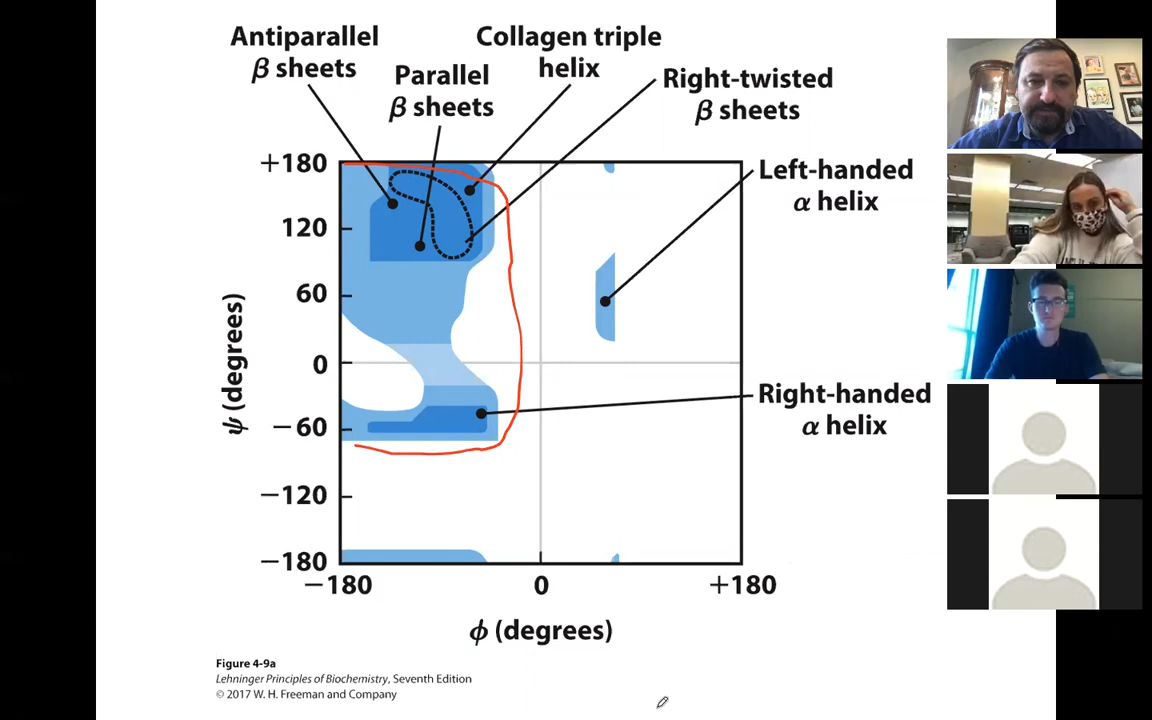 Antiparallel
β sheets
Parallel
β sheets
Collagen triple
helix
Right-twisted
β sheets
Left-handed
α helix
Right-handed
α helix
+180
120
60
0
−60
−120
−180
ψ (degrees)
−180
0
+180
ϕ (degrees)
Figure 4-9a
Lehninger Principles of Biochemistry, Seventh Edition
© 2017 W. H. Freeman and Company